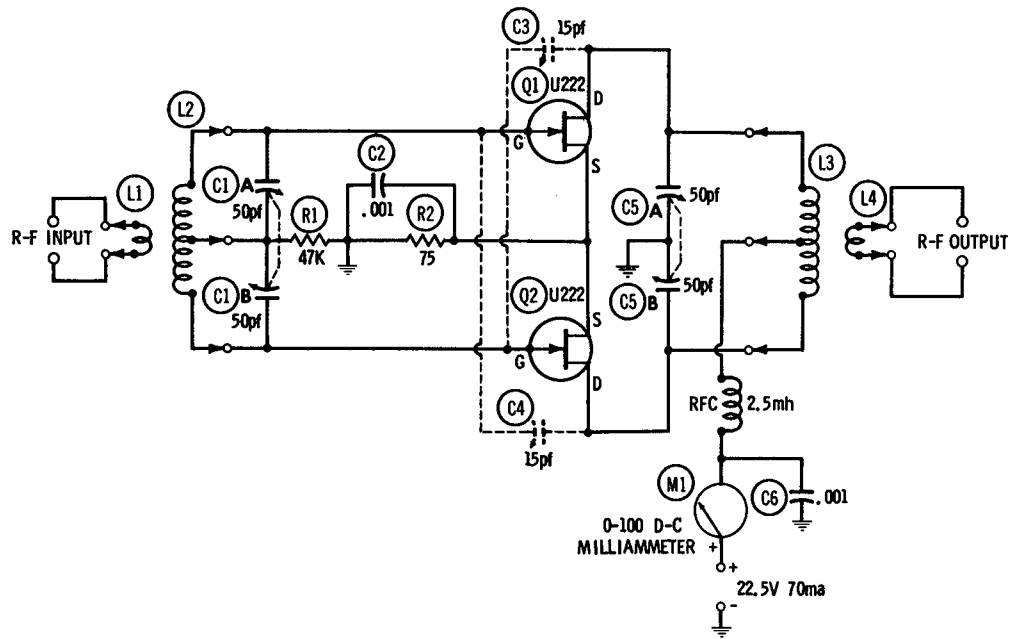 C3
15pf
Q1
U222
D
G
S
L2
C2
.001
L1
C1
A
50pf
R1
47K
R2
75
R-F INPUT
C1
B
50pf
C5
A
50pf
C5
B
50pf
L3
L4
R-F OUTPUT
Q2
U222
S
G
D
C4
15pf
RFC
2.5mh
M1
C6
.001
0-100 D-C
MILLIAMMETER
+
+
22.5V 70ma
-